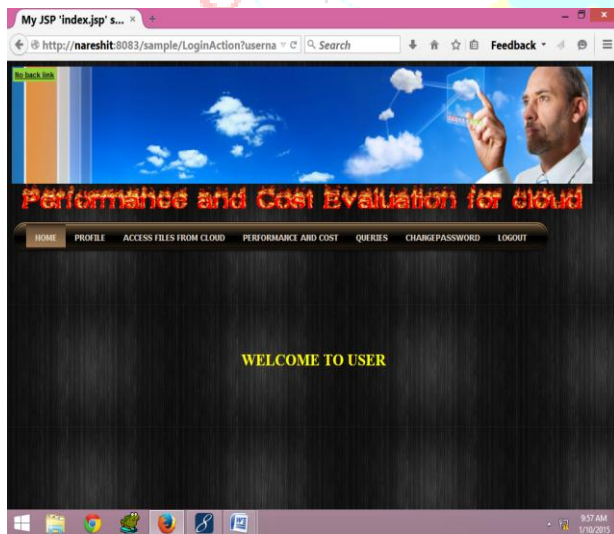 My JSP 'index.jsp' s...
http://nareshit:8083/sample/LoginAction?userna
Search
Feedback
No back link
Performance and Cost Evaluation for cloud
HOME PROFILE ACCESS FILES FROM CLOUD PERFORMANCE AND COST QUERIES CHANGEPASSWORD LOGOUT
WELCOME TO USER
9:57 AM
1/10/2015